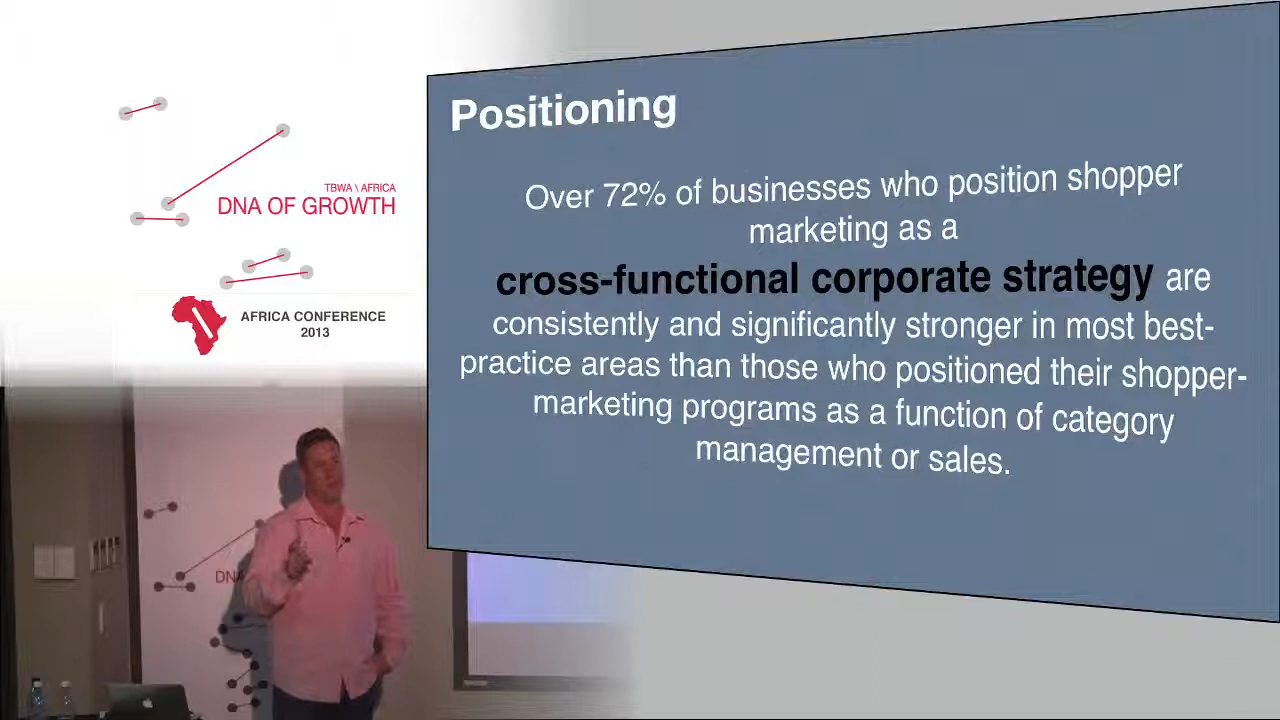 TBWA \ AFRICA
DNA OF GROWTH
AFRICA CONFERENCE
2013
Positioning
Over 72% of businesses who position shopper
marketing as a
cross-functional corporate strategy are
consistently and significantly stronger in most best-
practice areas than those who positioned their shopper-
marketing programs as a function of category
management or sales.
DNA